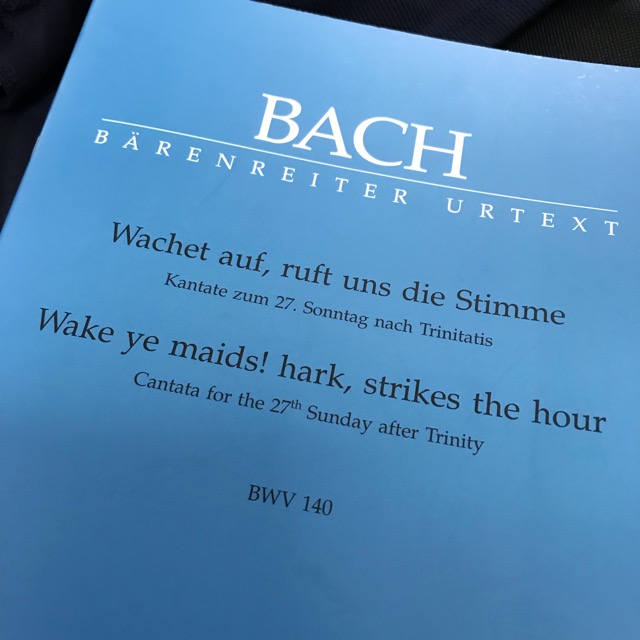 BACH
BÄRENREITER URTEXT
Wachet auf, ruft uns die Stimme
Kantate zum 27. Sonntag nach Trinitatis
Wake ye maids! hark, strikes the hour
Cantata for the 27th Sunday after Trinity
BWV 140